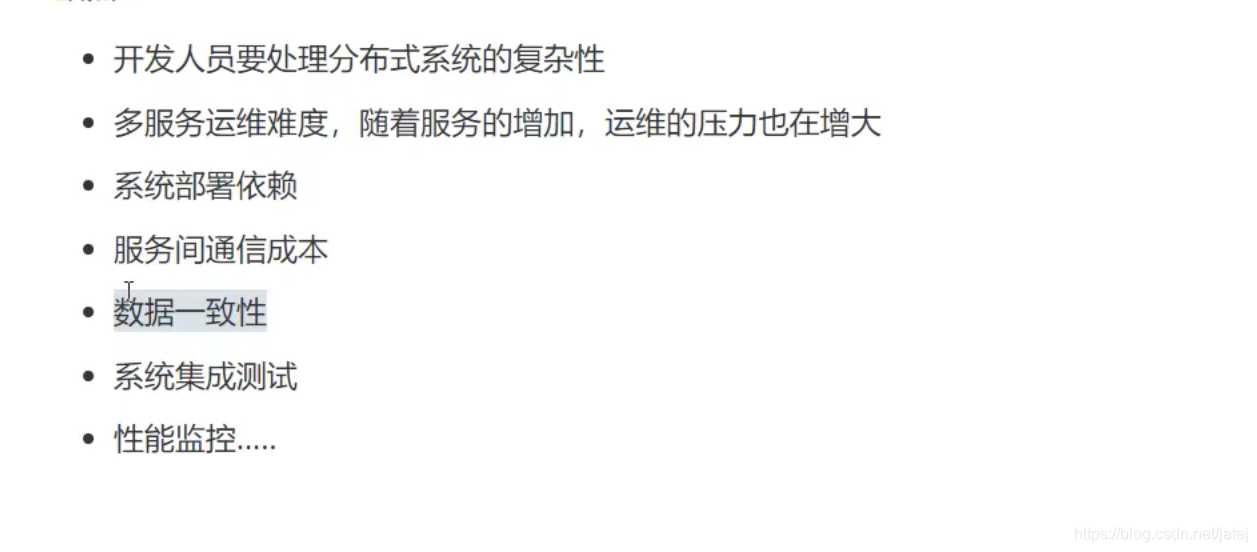 开发人员要处理分布式系统的复杂性
多服务运维难度，随着服务的增加，运维的压力也在增大
系统部署依赖
服务间通信成本
数据一致性
系统集成测试
性能监控.....
https://blog.csdn.net/jatej